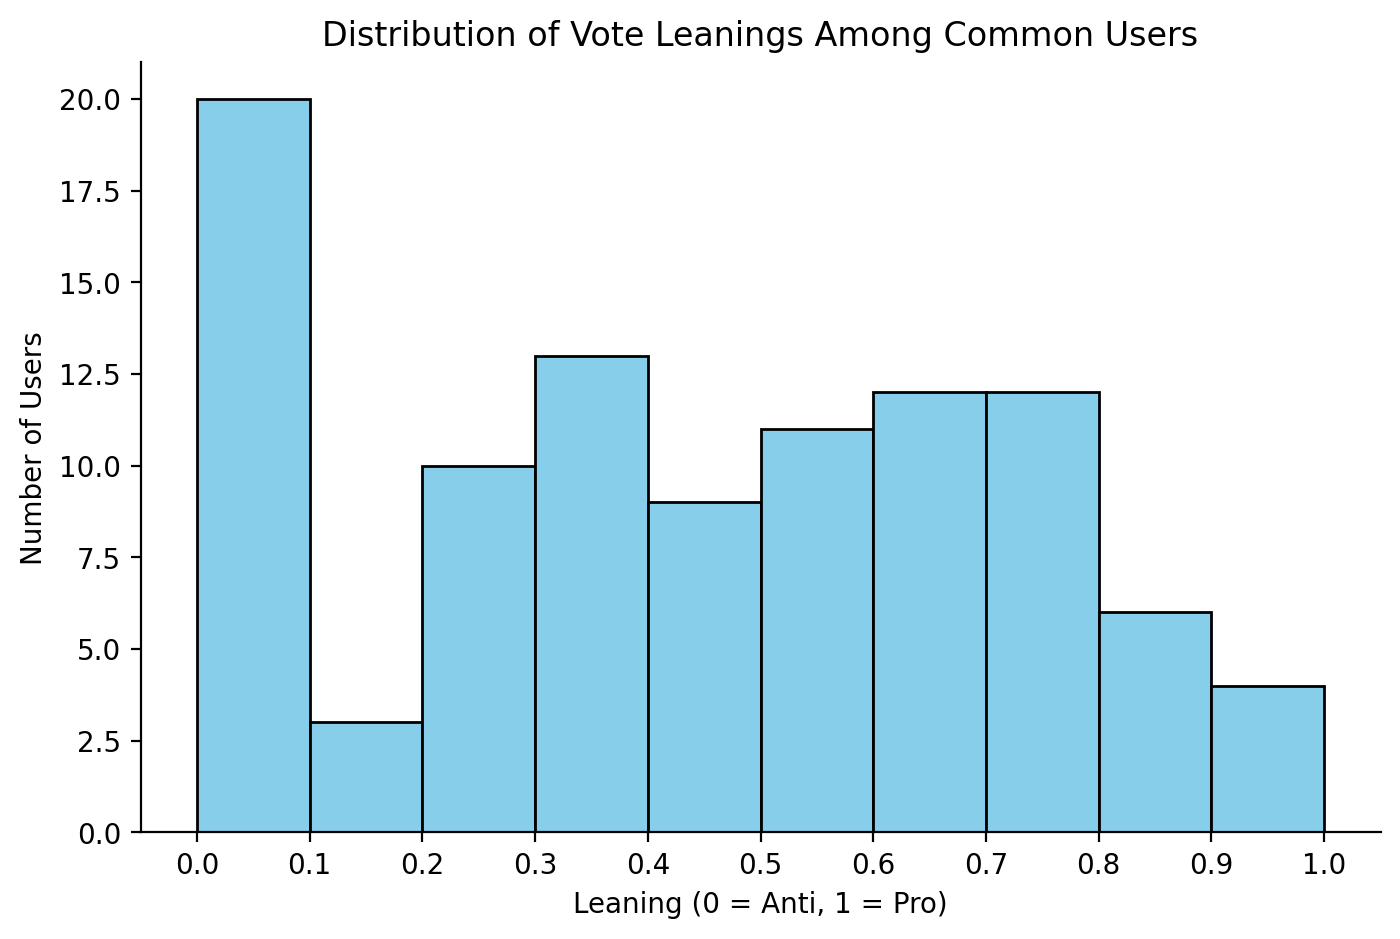 Distribution of Vote Leanings Among Common Users
20.0
17.5
15.0
12.5
10.0
7.5
5.0
2.5
0.0
Number of Users
0.0 0.1 0.2 0.3 0.4 0.5 0.6 0.7 0.8 0.9 1.0
Leaning (0 = Anti, 1 = Pro)